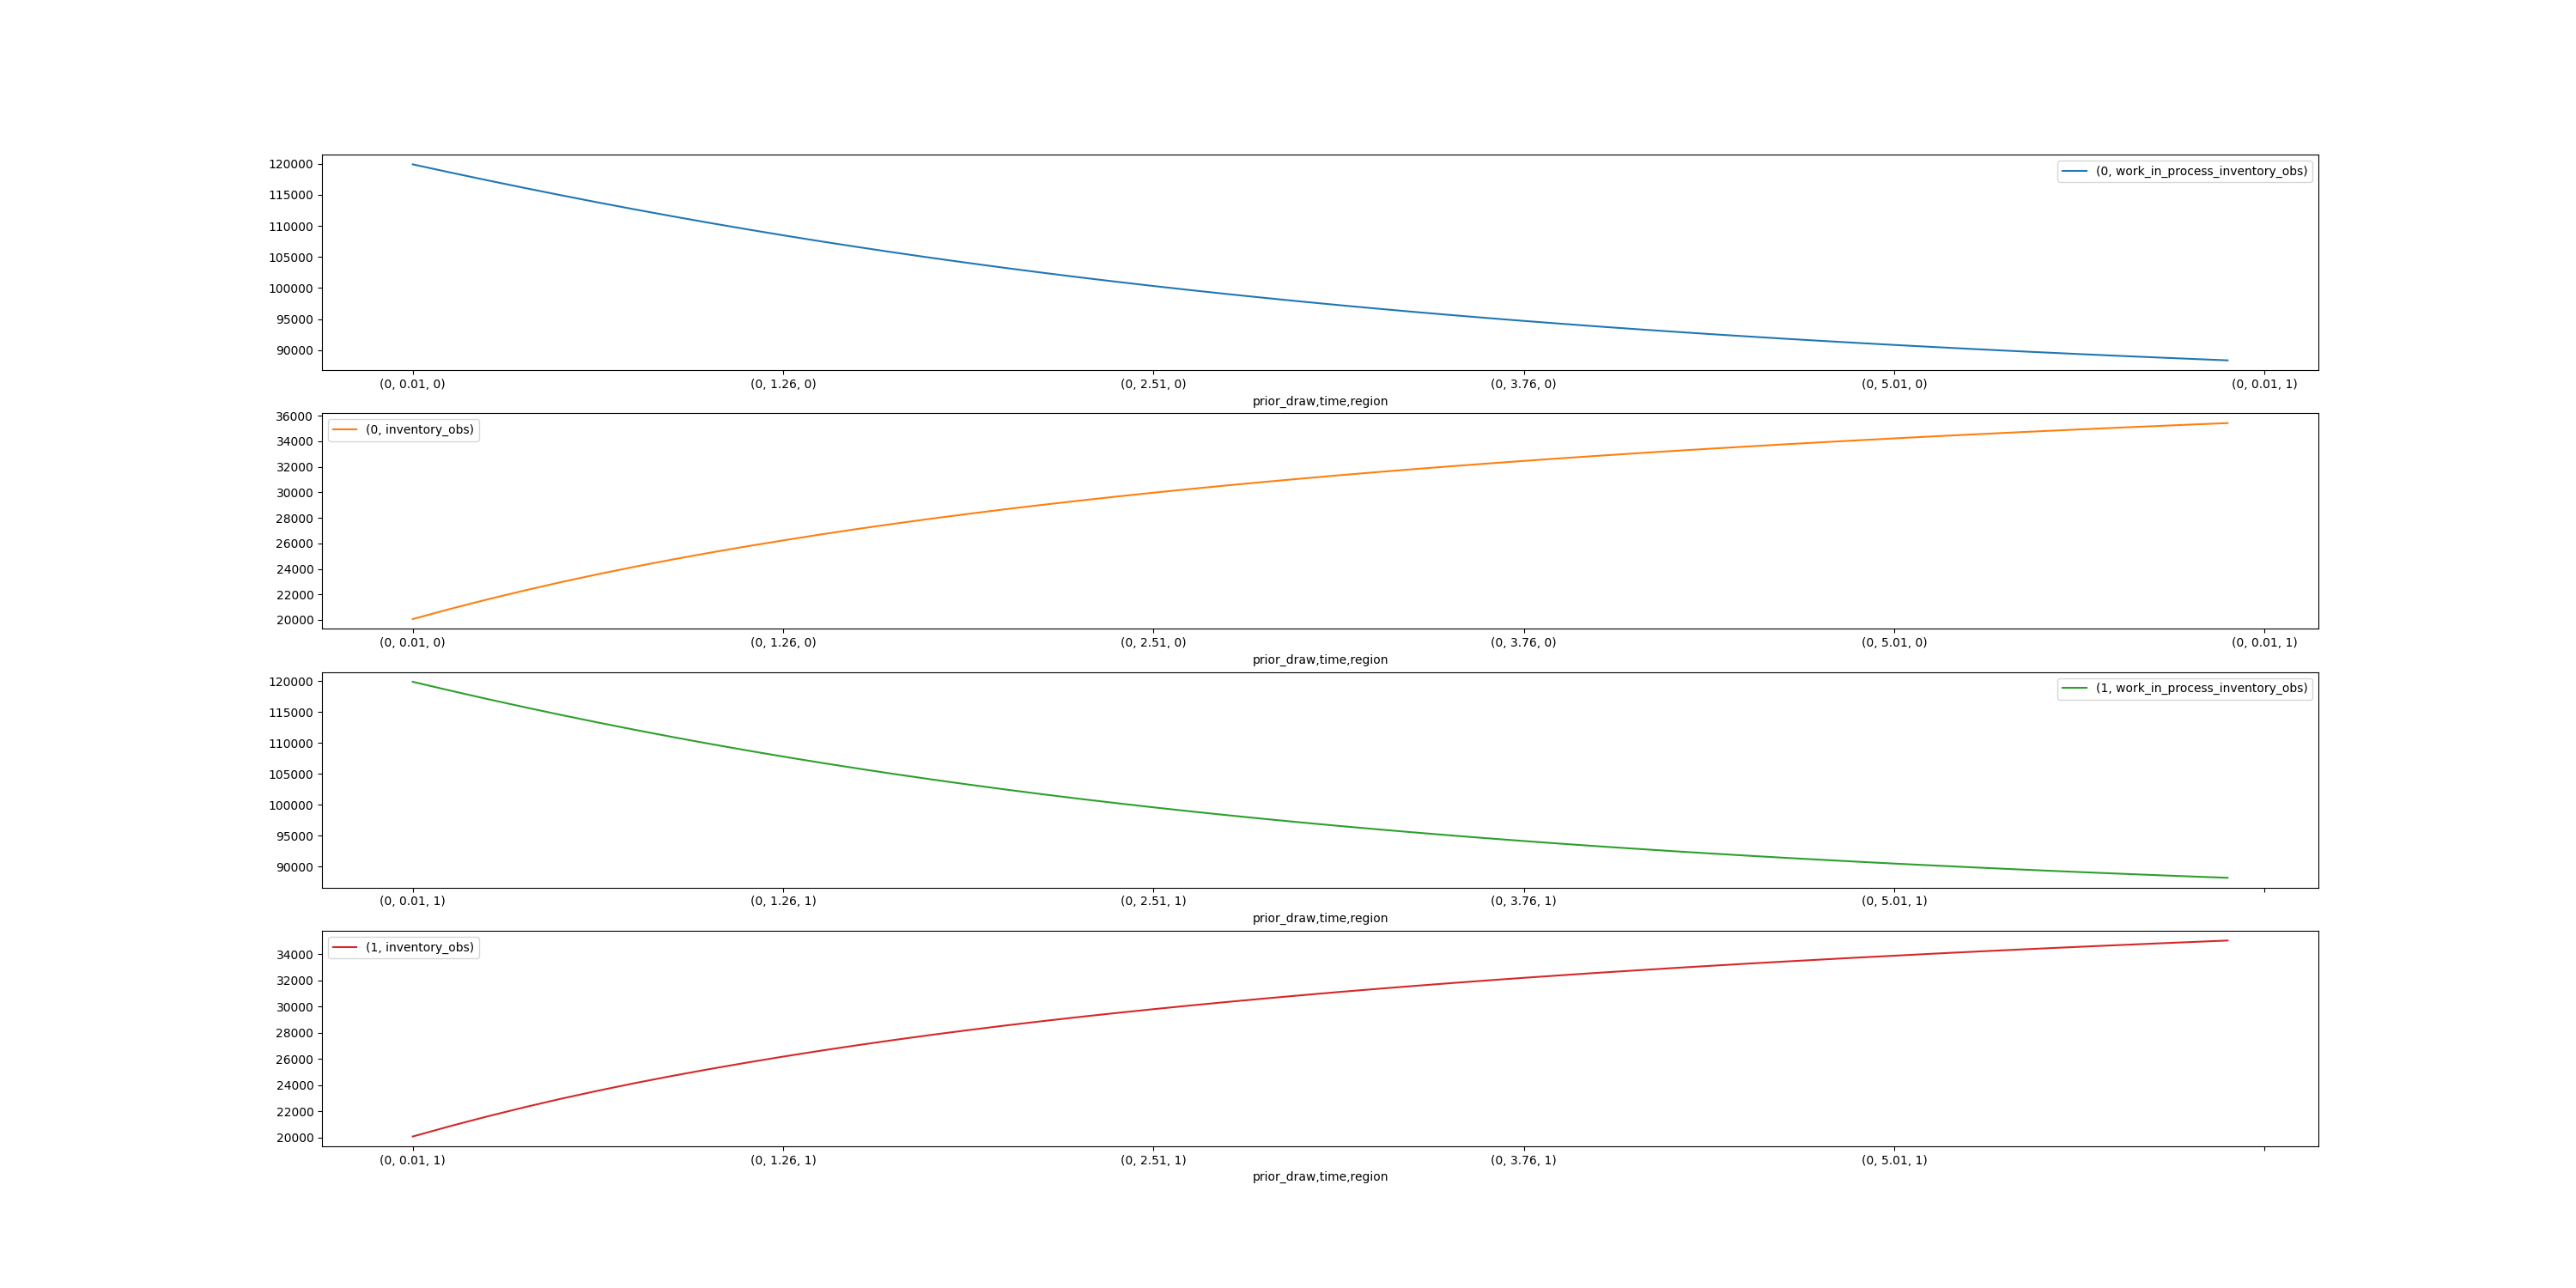 120000
115000
110000
105000
100000
95000
90000
(0, work_in_process_inventory_obs)
(0, 0.01, 0) (0, 1.26, 0) (0, 2.51, 0) (0, 3.76, 0) (0, 5.01, 0) (0, 0.01, 1)
prior_draw,time,region
36000
34000
32000
30000
28000
26000
24000
22000
20000
(0, inventory_obs)
(0, 0.01, 0) (0, 1.26, 0) (0, 2.51, 0) (0, 3.76, 0) (0, 5.01, 0) (0, 0.01, 1)
prior_draw,time,region
120000
115000
110000
105000
100000
95000
90000
(1, work_in_process_inventory_obs)
(0, 0.01, 1) (0, 1.26, 1) (0, 2.51, 1) (0, 3.76, 1) (0, 5.01, 1)
prior_draw,time,region
34000
32000
30000
28000
26000
24000
22000
20000
(1, inventory_obs)
(0, 0.01, 1) (0, 1.26, 1) (0, 2.51, 1) (0, 3.76, 1) (0, 5.01, 1)
prior_draw,time,region